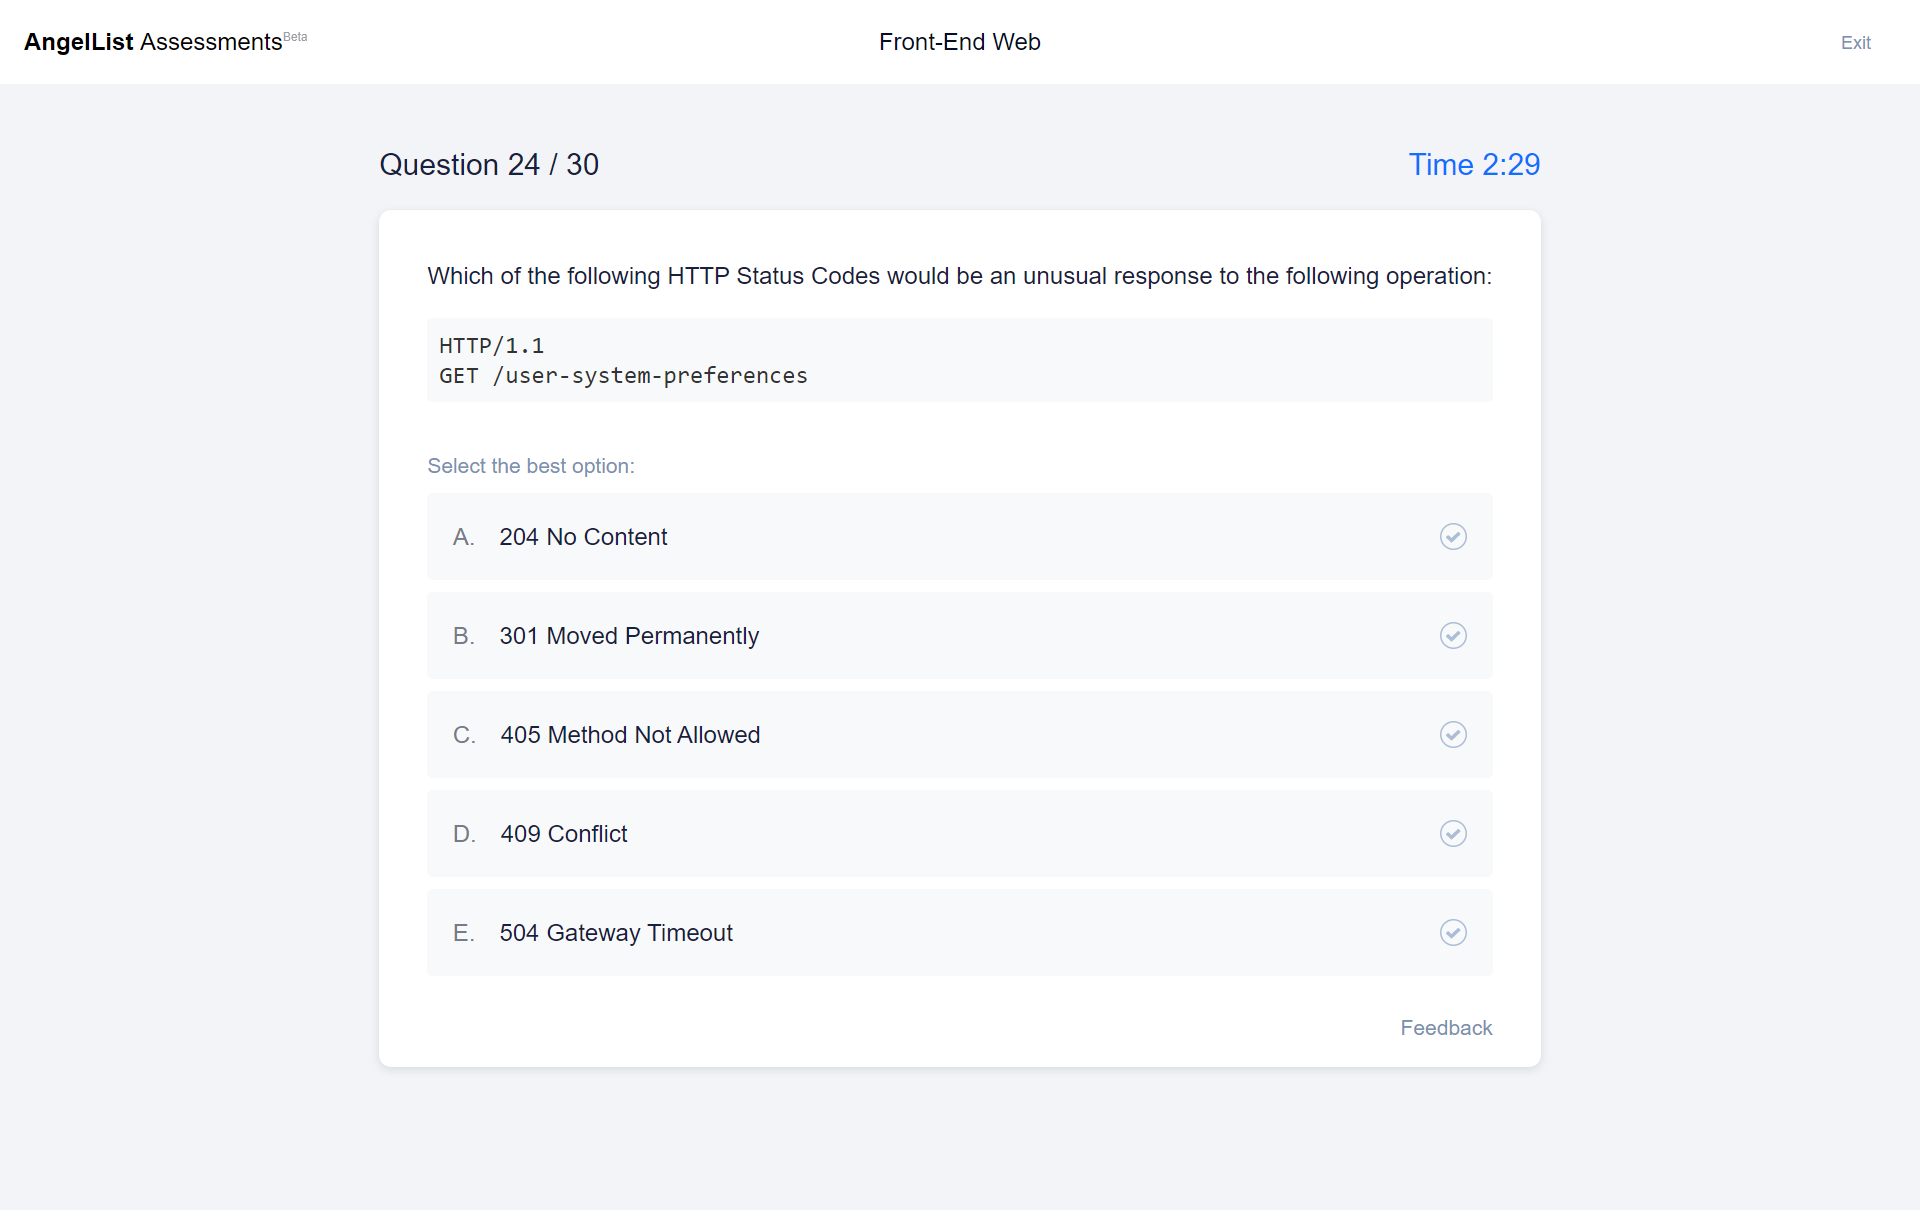 AngelList Assessments Beta
Front-End Web
Exit
Question 24 / 30
Time 2:29
Which of the following HTTP Status Codes would be an unusual response to the following operation:
HTTP/1.1
GET /user-system-preferences
Select the best option:
A. 204 No Content
B. 301 Moved Permanently
C. 405 Method Not Allowed
D. 409 Conflict
E. 504 Gateway Timeout
Feedback